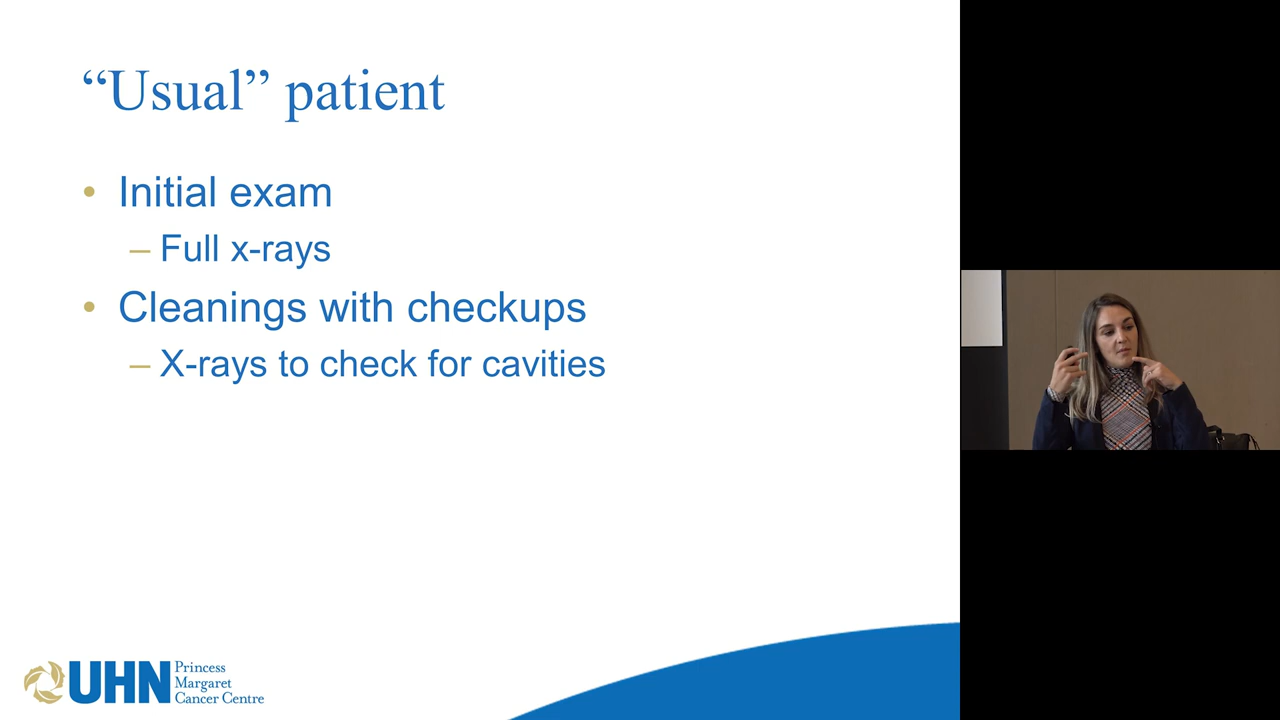 “Usual” patient
• Initial exam
– Full x-rays
• Cleanings with checkups
– X-rays to check for cavities
UHN Princess
Margaret
Cancer Centre